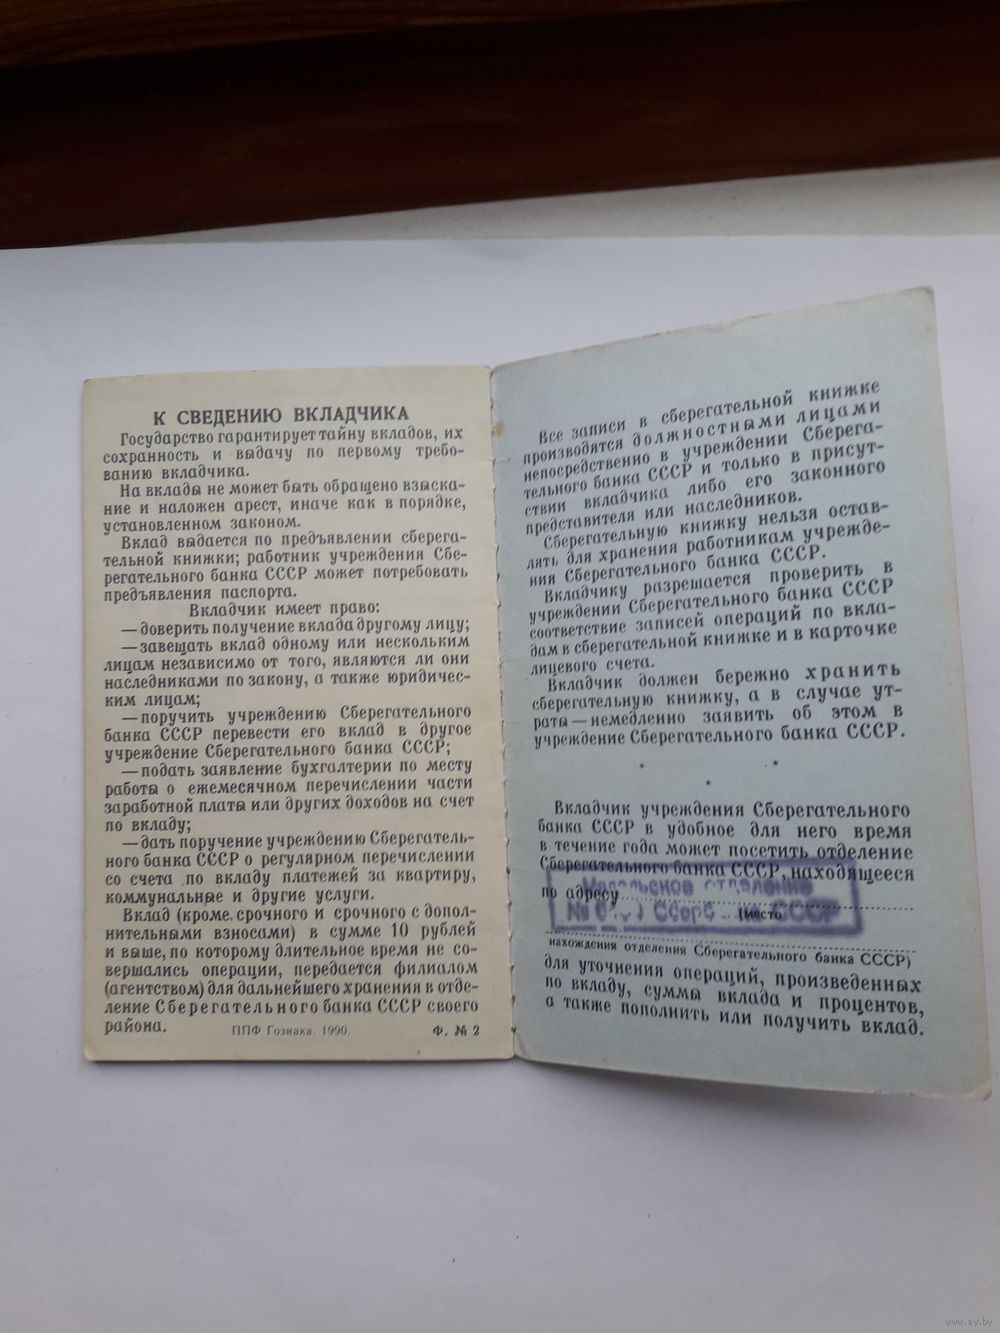 К СВЕДЕНИЮ ВКЛАДЧИКА
Государство гарантирует тайну вкладов, их
сохранность и выдачу по первому требо-
ванию вкладчика.
На вклады не может быть обращено взыска-
ние и наложен арест, иначе как в порядке,
установленном законом.
Вклад выдается по предъявлении сберега-
тельной книжки; работник учреждения Сбе-
регательного банка СССР может потребовать
предъявления паспорта.
Вкладчик имеет право:
— доверить получение вклада другому лицу;
— завещать вклад одному или нескольким
лицам независимо от того, являются ли они
наследниками по закону, а также юридичес-
ким лицам;
— поручить учреждению Сберегательного
банка СССР перевести его вклад в другое
учреждение Сберегательного банка СССР;
— подать заявление бухгалтерии по месту
работы о ежемесячном перечислении части
заработной платы или других доходов на счет
по вкладу;
— дать поручение учреждению Сберегатель-
ного банка СССР о регулярном перечислении
со счета по вкладу платежей за квартиру,
коммунальные и другие услуги.
Вклад (кроме срочного и срочного с допол-
нительными взносами) в сумме 10 рублей
и выше, по которому длительное время не со-
вершались операции, передается филиалом
(агентством) для дальнейшего хранения в отде-
ление Сберегательного банка СССР своего
района.
ППФ Гознака. 1990. Ф. № 2
Все записи в сберегательной книжке
производятся должностными лицами
непосредственно в учреждении Сберега-
тельного банка СССР и только в присут-
ствии вкладчика либо его законного
представителя или наследников.
Сберегательную книжку нельзя остав-
лять для хранения работникам учрежде-
ния Сберегательного банка СССР.
Вкладчику разрешается проверить в
учреждении Сберегательного банка СССР
соответствие записей операций по вкла-
дам в сберегательной книжке и в карточке
лицевого счета.
Вкладчик должен бережно хранить
сберегательную книжку, а в случае ут-
раты — немедленно заявить об этом в
учреждение Сберегательного банка СССР.
Вкладчик учреждения Сберегательного
банка СССР в удобное для него время
в течение года может посетить отделение
Сберегательного банка СССР, находящееся
по адресу
отделение
№ СССР
(место
нахождения отделения Сберегательного банка СССР)
для уточнения операций, произведенных
по вкладу, суммы вклада и процентов,
а также пополнить или получить вклад.
www.ay.by